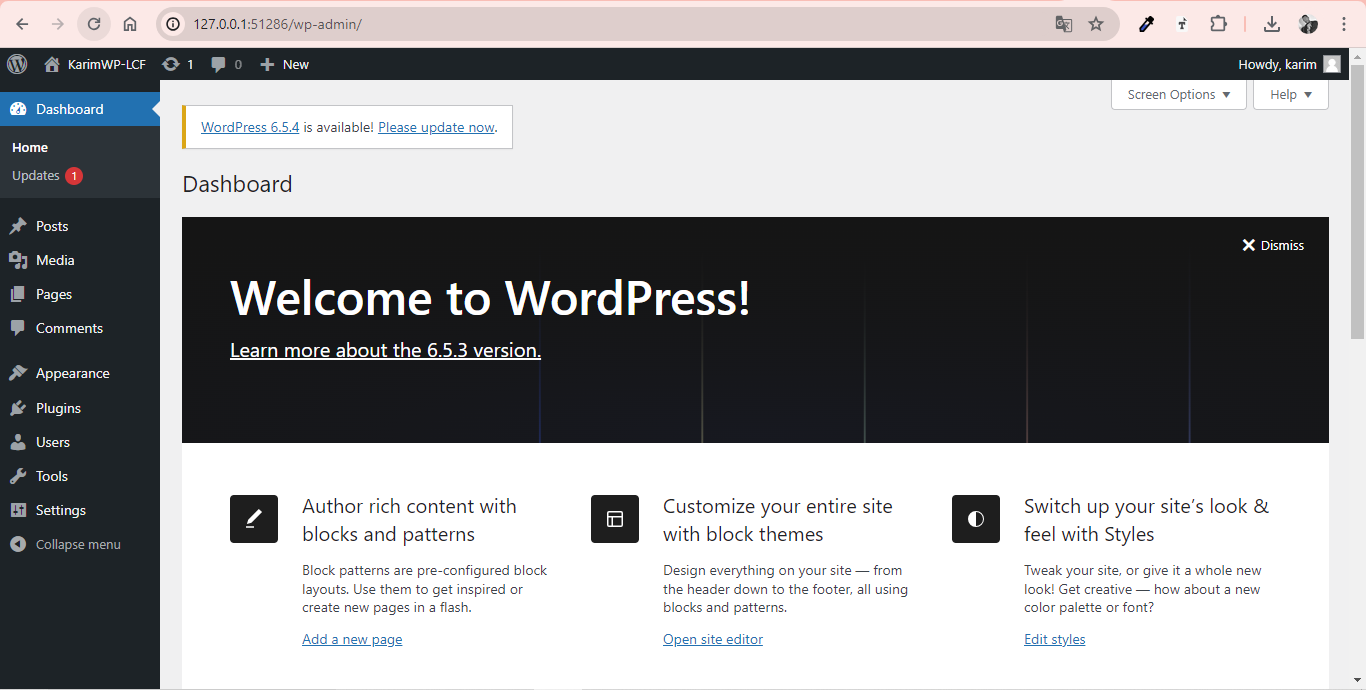 127.0.0.1:51286/wp-admin/
KarimWP-LCF 1 0 New Howdy, karim
Screen Options Help
Dashboard
Home
Updates 1
Posts
Media
Pages
Comments
Appearance
Plugins
Users
Tools
Settings
Collapse menu
WordPress 6.5.4 is available! Please update now.
Dashboard
Dismiss
Welcome to WordPress!
Learn more about the 6.5.3 version.
Author rich content with
blocks and patterns
Block patterns are pre-configured block
layouts. Use them to get inspired or
create new pages in a flash.
Add a new page
Customize your entire site
with block themes
Design everything on your site — from
the header down to the footer, all using
blocks and patterns.
Open site editor
Switch up your site’s look &
feel with Styles
Tweak your site, or give it a whole new
look! Get creative — how about a new
color palette or font?
Edit styles